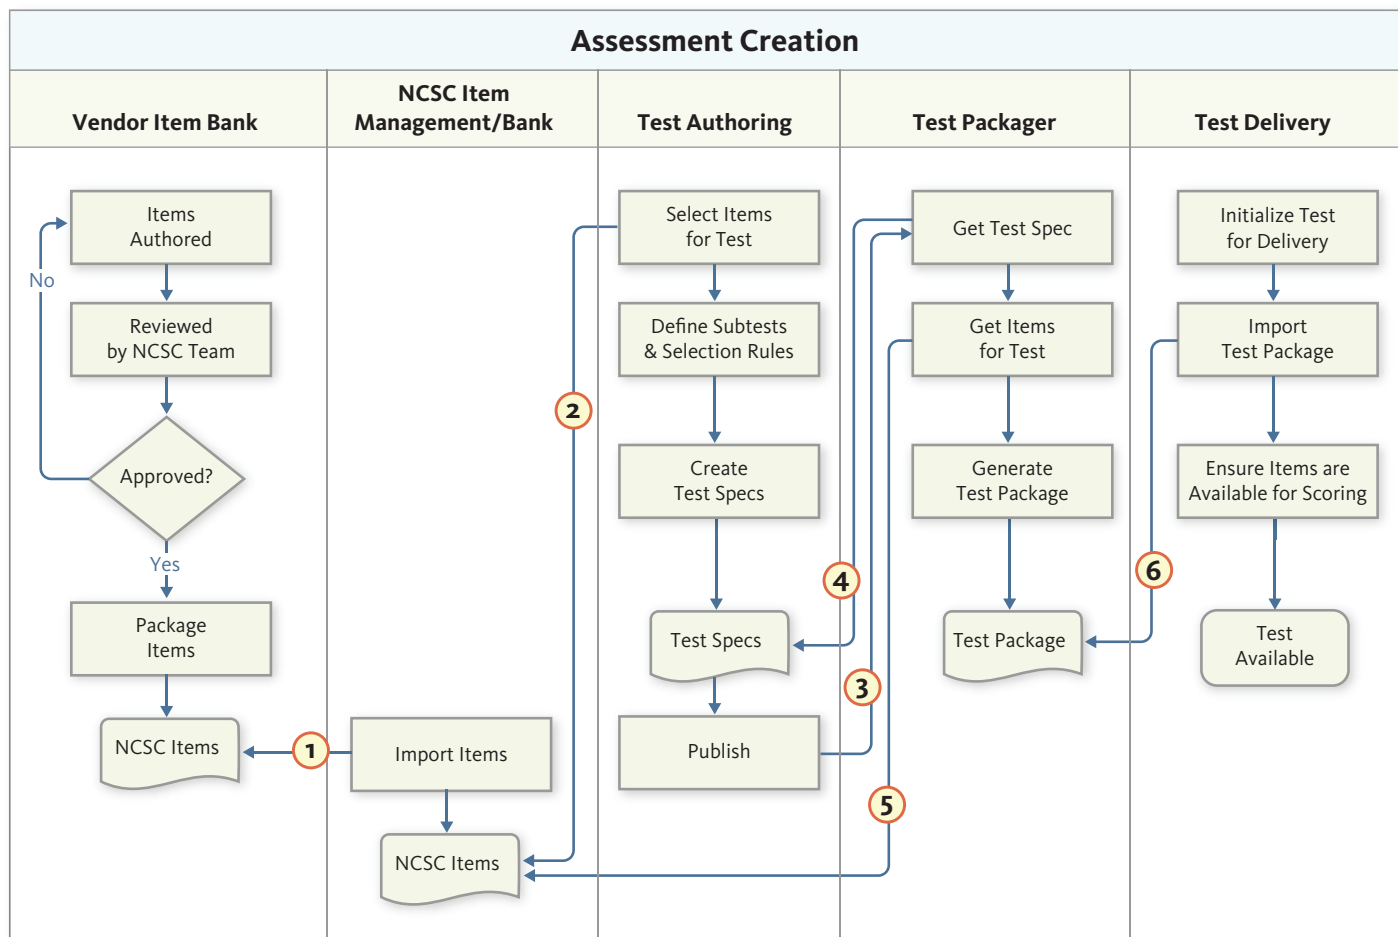 Assessment Creation
Vendor Item Bank
NCSC Item
Management/Bank
Test Authoring
Test Packager
Test Delivery
Items
Authored
No
Reviewed
by NCSC Team
Approved?
Yes
Package
Items
NCSC Items
1
Import Items
NCSC Items
2
Select Items
for Test
Define Subtests
& Selection Rules
Create
Test Specs
Test Specs
Publish
4
3
5
Get Test Spec
Get Items
for Test
Generate
Test Package
Test Package
6
Initialize Test
for Delivery
Import
Test Package
Ensure Items are
Available for Scoring
Test
Available